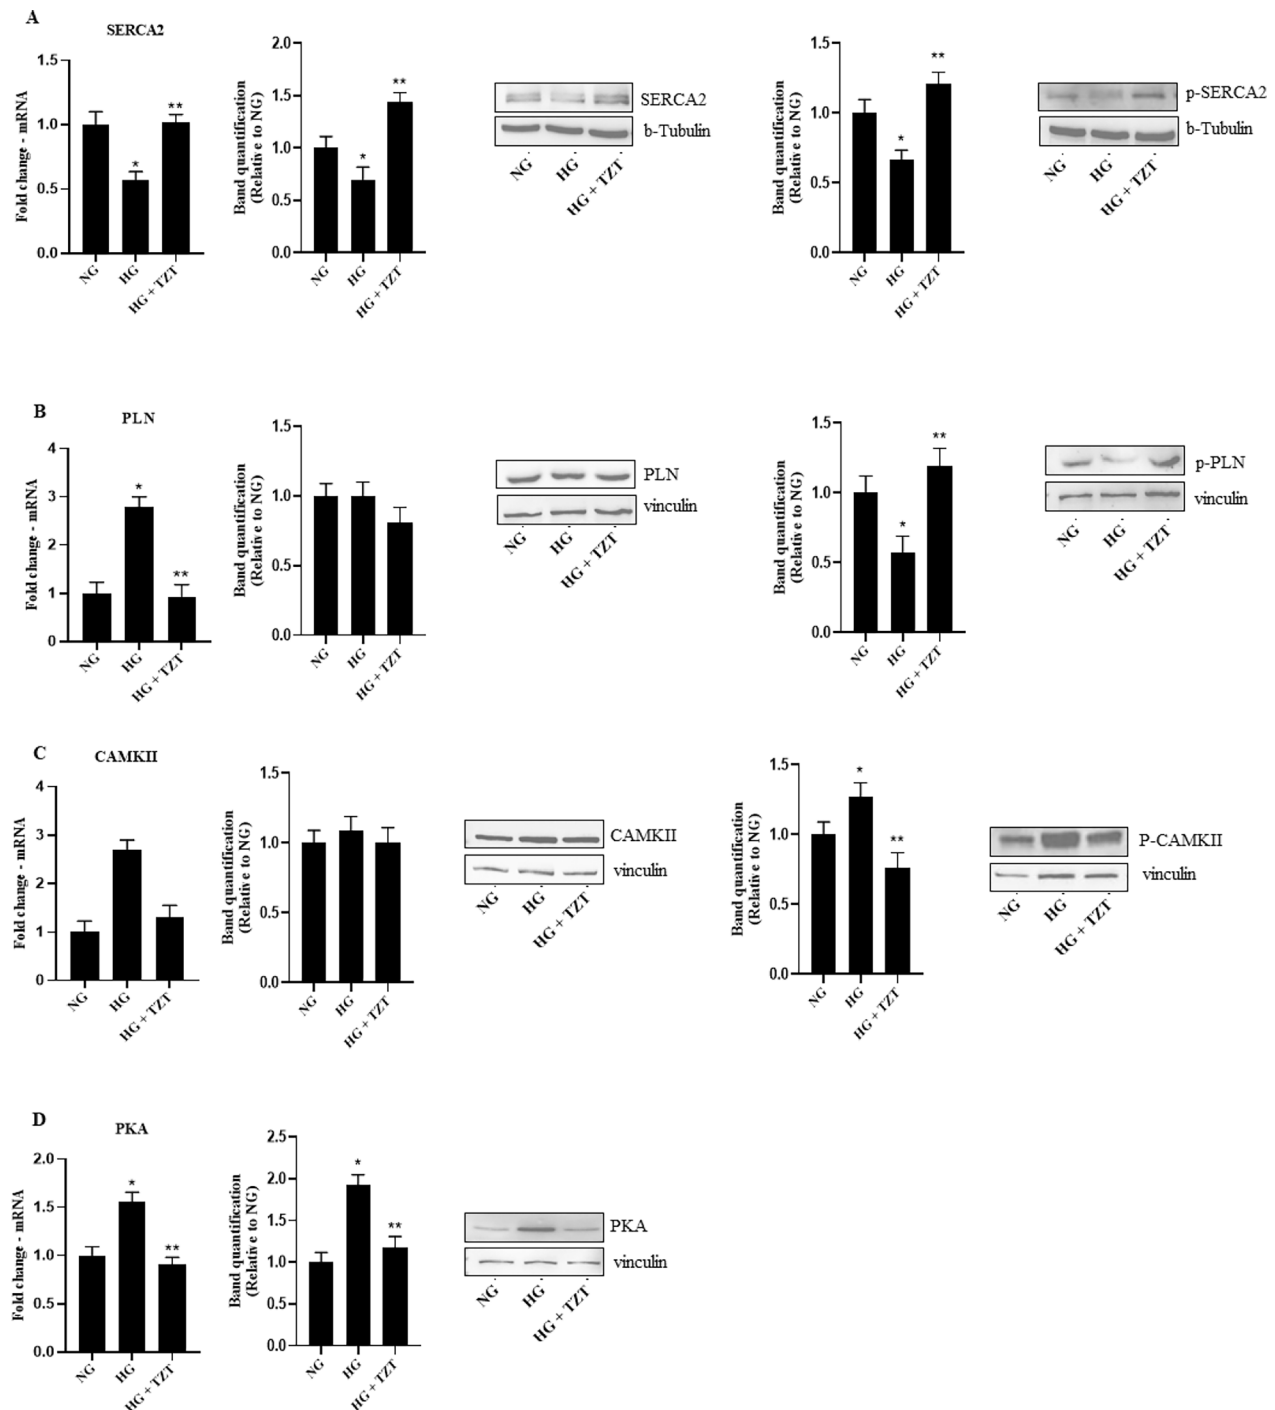 A
SERCA2
Fold change - mRNA
1.5
1.0
0.5
0.0
*
**
NG
HG
HG + TZT
Band quantification
(Relative to NG)
2.0
1.5
1.0
0.5
0.0
*
**
NG
HG
HG + TZT
SERCA2
b-Tubulin
NG
HG
HG + TZT
1.5
1.0
0.5
0.0
Band quantification
(Relative to NG)
*
**
NG
HG
HG + TZT
p-SERCA2
b-Tubulin
NG
HG
HG + TZT
B
PLN
Fold change - mRNA
4
3
2
1
0
*
**
NG
HG
HG + TZT
Band quantification
(Relative to NG)
1.5
1.0
0.5
0.0
NG
HG
HG + TZT
PLN
vinculin
NG
HG
HG + TZT
Band quantification
(Relative to NG)
1.5
1.0
0.5
0.0
*
**
NG
HG
HG + TZT
p-PLN
vinculin
NG
HG
HG + TZT
C
CAMKII
Fold change - mRNA
4
3
2
1
0
NG
HG
HG + TZT
Band quantification
(Relative to NG)
1.5
1.0
0.5
0.0
NG
HG
HG + TZT
CAMKII
vinculin
NG
HG
HG + TZT
Band quantification
(Relative to NG)
1.5
1.0
0.5
0.0
*
**
NG
HG
HG + TZT
P-CAMKII
vinculin
NG
HG
HG + TZT
D
PKA
Fold change - mRNA
2.0
1.5
1.0
0.5
0.0
*
**
NG
HG
HG + TZT
Band quantification
(Relative to NG)
2.5
2.0
1.5
1.0
0.5
0.0
*
**
NG
HG
HG + TZT
PKA
vinculin
NG
HG
HG + TZT